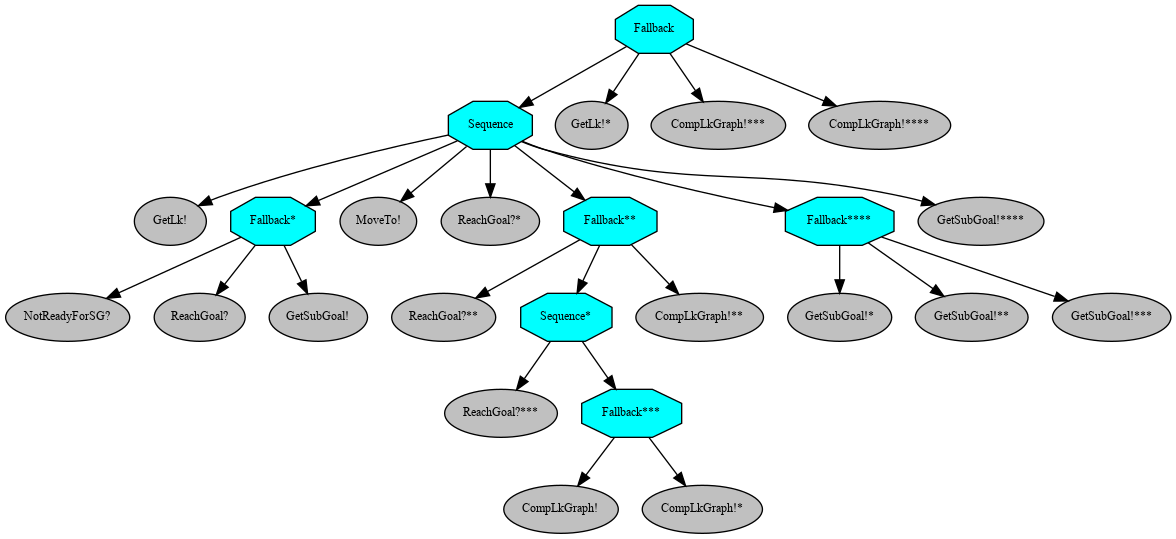 Fallback
Sequence
GetLk!*
CompLkGraph!***
CompLkGraph!****
GetLk!
Fallback*
MoveTo!
ReachGoal?*
Fallback**
Fallback****
GetSubGoal!****
NotReadyForSG?
ReachGoal?
GetSubGoal!
ReachGoal?**
Sequence*
CompLkGraph!**
GetSubGoal!*
GetSubGoal!**
GetSubGoal!***
ReachGoal?***
Fallback***
CompLkGraph!
CompLkGraph!*